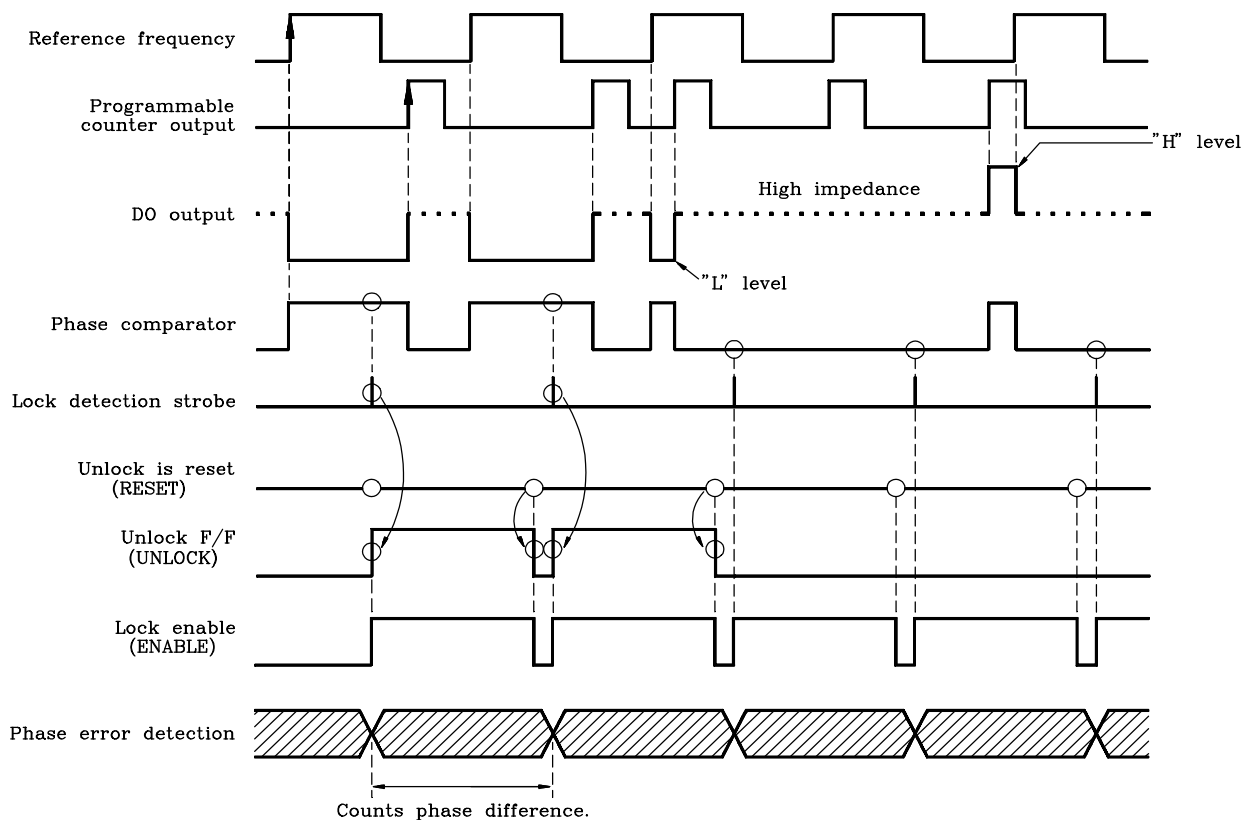 Reference frequency
Programmable
counter output
"H" level
High impedance
DO output
"L" level
Phase comparator
Lock detection strobe
Unlock is reset
(RESET)
Unlock F/F
(UNLOCK)
Lock enable
(ENABLE)
Phase error detection
Counts phase difference.